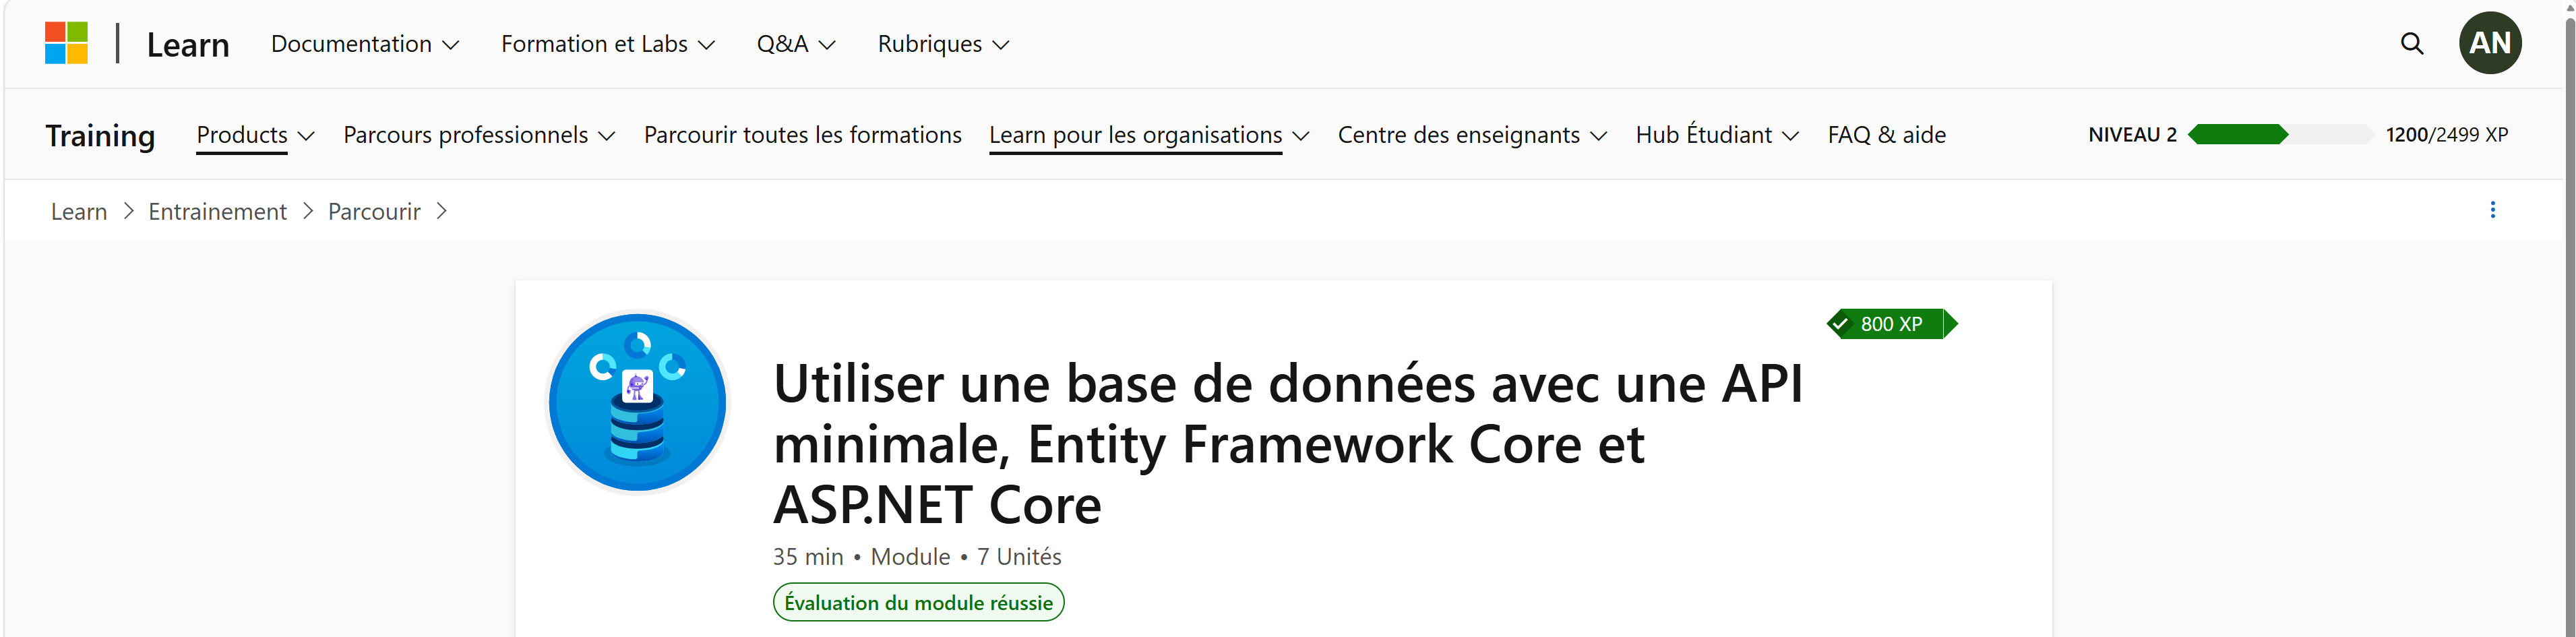 Learn Documentation Formation et Labs Q&A Rubriques AN
Training Products Parcours professionnels Parcourir toutes les formations Learn pour les organisations Centre des enseignants Hub Étudiant FAQ & aide NIVEAU 2 1200/2499 XP
Learn Entrainement Parcourir
800 XP
Utiliser une base de données avec une API
minimale, Entity Framework Core et
ASP.NET Core
35 min • Module • 7 Unités
Évaluation du module réussie